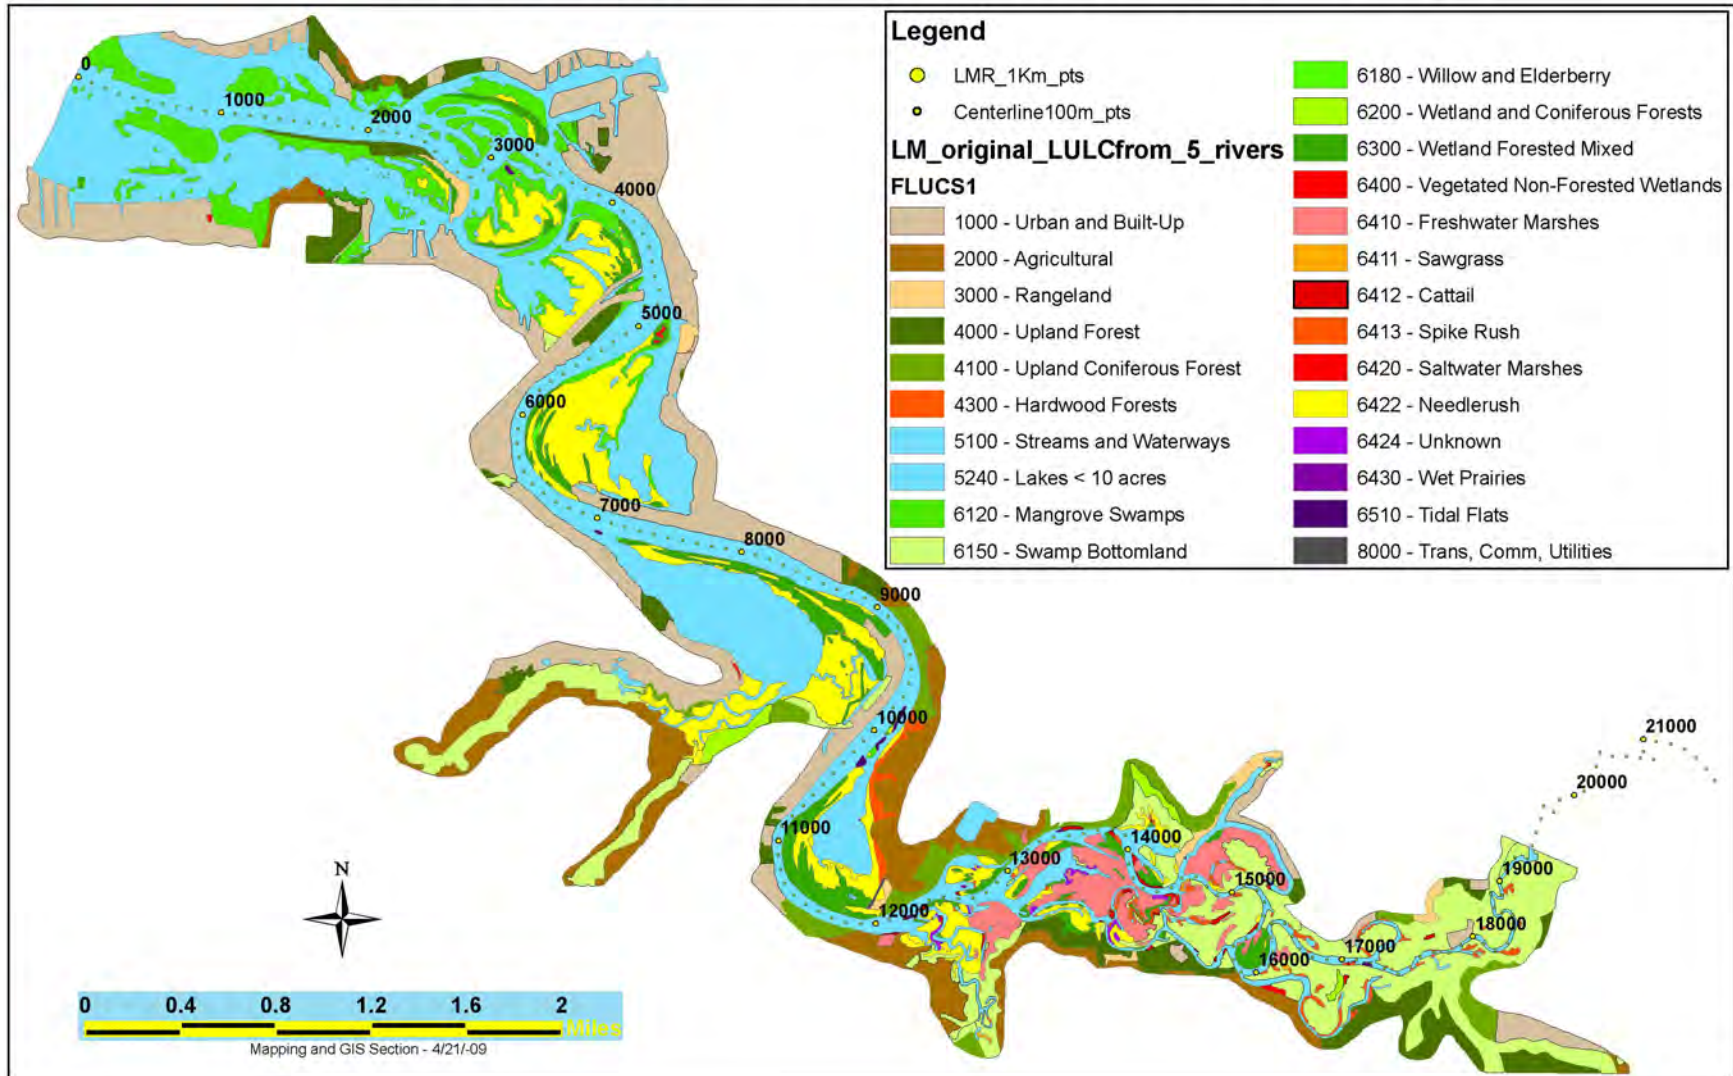 Legend
LMR_1Km_pts
Centerline100m_pts
LM_original_LULCfrom_5_rivers
FLUCS1
1000 - Urban and Built-Up
2000 - Agricultural
3000 - Rangeland
4000 - Upland Forest
4100 - Upland Coniferous Forest
4300 - Hardwood Forests
5100 - Streams and Waterways
5240 - Lakes < 10 acres
6120 - Mangrove Swamps
6150 - Swamp Bottomland
6180 - Willow and Elderberry
6200 - Wetland and Coniferous Forests
6300 - Wetland Forested Mixed
6400 - Vegetated Non-Forested Wetlands
6410 - Freshwater Marshes
6411 - Sawgrass
6412 - Cattail
6413 - Spike Rush
6420 - Saltwater Marshes
6422 - Needlerush
6424 - Unknown
6430 - Wet Prairies
6510 - Tidal Flats
8000 - Trans, Comm, Utilities
0
1000
2000
3000
4000
5000
6000
7000
8000
9000
10000
11000
12000
13000
14000
15000
16000
17000
18000
19000
20000
21000
N
0 0.4 0.8 1.2 1.6 2
Miles
Mapping and GIS Section - 4/21/-09